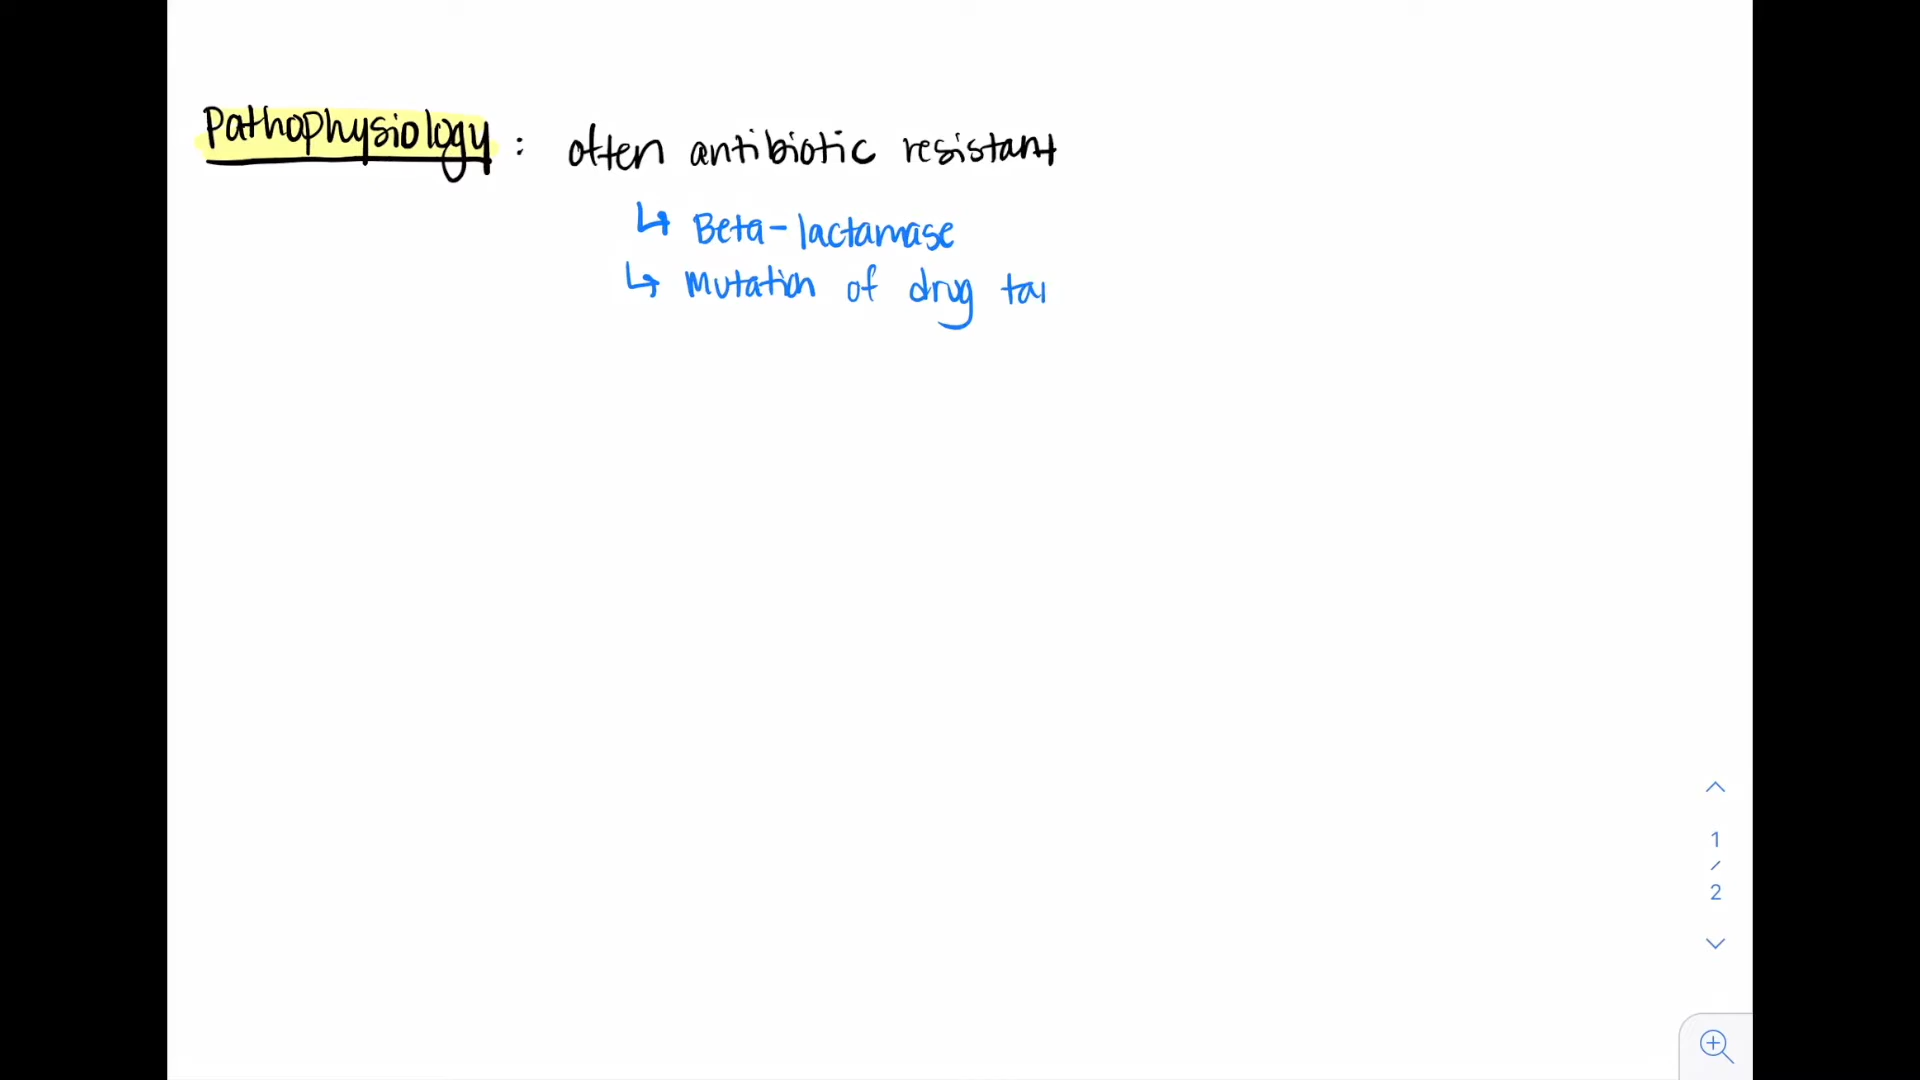 Pathophysiology : often antibiotic resistant
↳ Beta-lactamase
↳ Mutation of drug tar
1
/
2